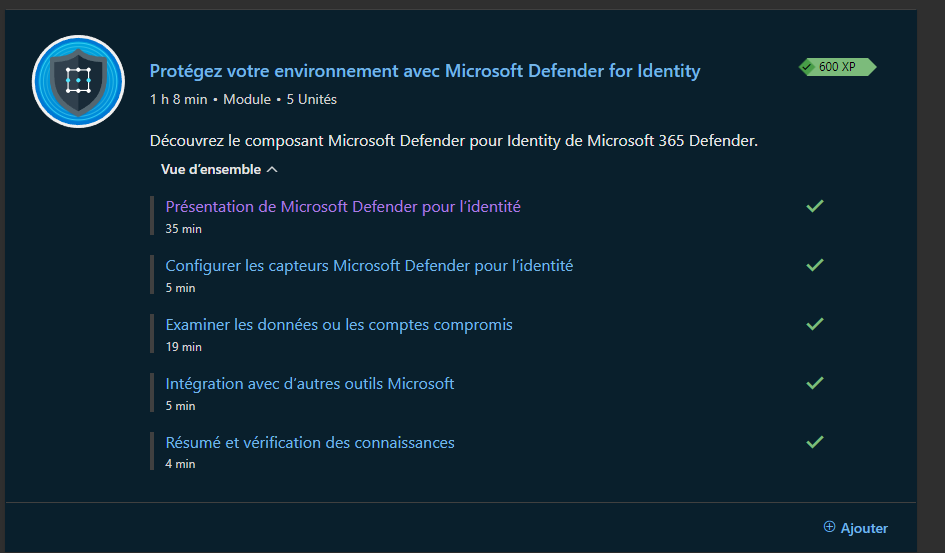 Protégez votre environnement avec Microsoft Defender for Identity
600 XP
1 h 8 min • Module • 5 Unités
Découvrez le composant Microsoft Defender pour Identity de Microsoft 365 Defender.
Vue d’ensemble
Présentation de Microsoft Defender pour l’identité
35 min
Configurer les capteurs Microsoft Defender pour l’identité
5 min
Examiner les données ou les comptes compromis
19 min
Intégration avec d’autres outils Microsoft
5 min
Résumé et vérification des connaissances
4 min
Ajouter